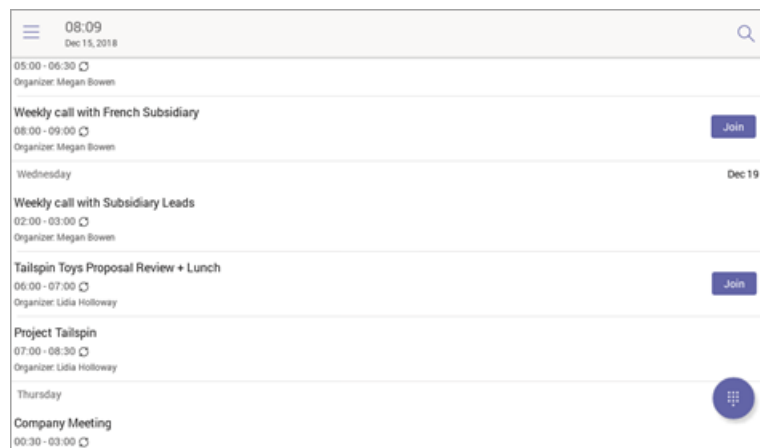 08:09
Dec 15, 2018
05:00 - 06:30
Organizer: Megan Bowen
Weekly call with French Subsidiary
08:00 - 09:00
Organizer: Megan Bowen
Join
Wednesday
Dec 19
Weekly call with Subsidiary Leads
02:00 - 03:00
Organizer: Megan Bowen
Tailspin Toys Proposal Review + Lunch
06:00 - 07:00
Organizer: Lidia Holloway
Join
Project Tailspin
07:00 - 08:30
Organizer: Lidia Holloway
Thursday
Company Meeting
00:30 - 03:00